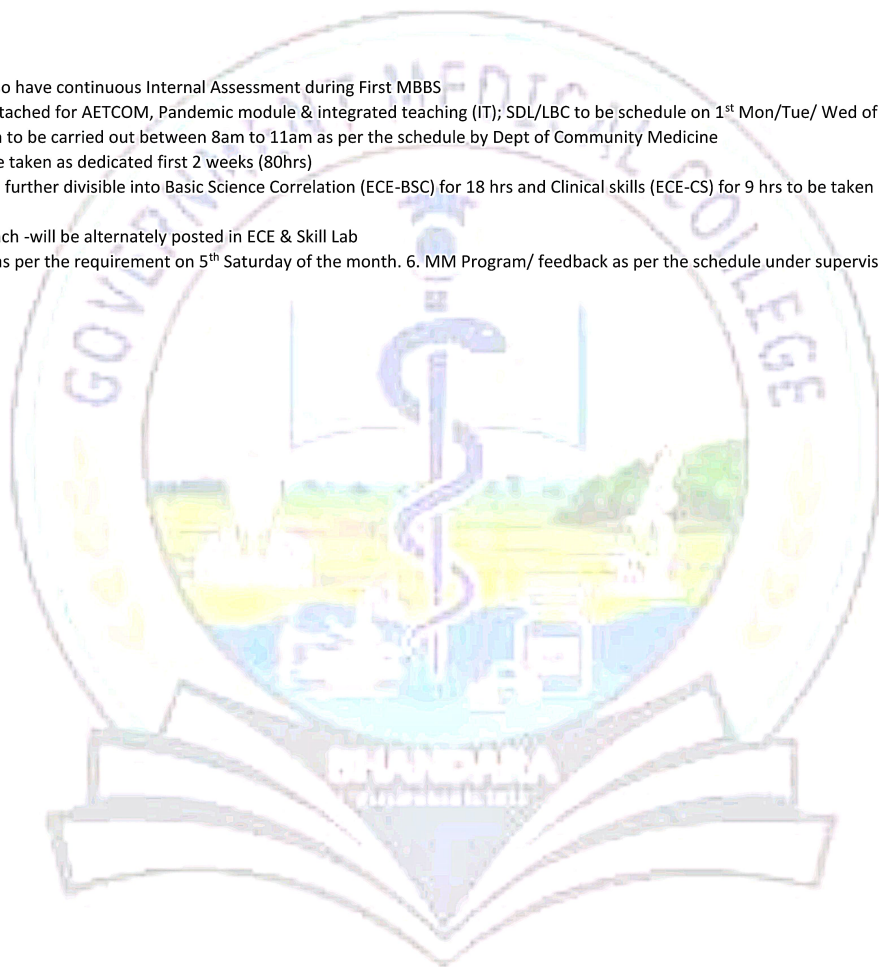 o have continuous Internal Assessment during First MBBS
tached for AETCOM, Pandemic module & integrated teaching (IT); SDL/LBC to be schedule on 1st Mon/Tue/ Wed of
to be carried out between 8am to 11am as per the schedule by Dept of Community Medicine
e taken as dedicated first 2 weeks (80hrs)
further divisible into Basic Science Correlation (ECE-BSC) for 18 hrs and Clinical skills (ECE-CS) for 9 hrs to be taken
ch -will be alternately posted in ECE & Skill Lab
as per the requirement on 5th Saturday of the month. 6. MM Program/ feedback as per the schedule under supervis
GOVERNMENT MEDICAL COLLEGE
BHANDARA